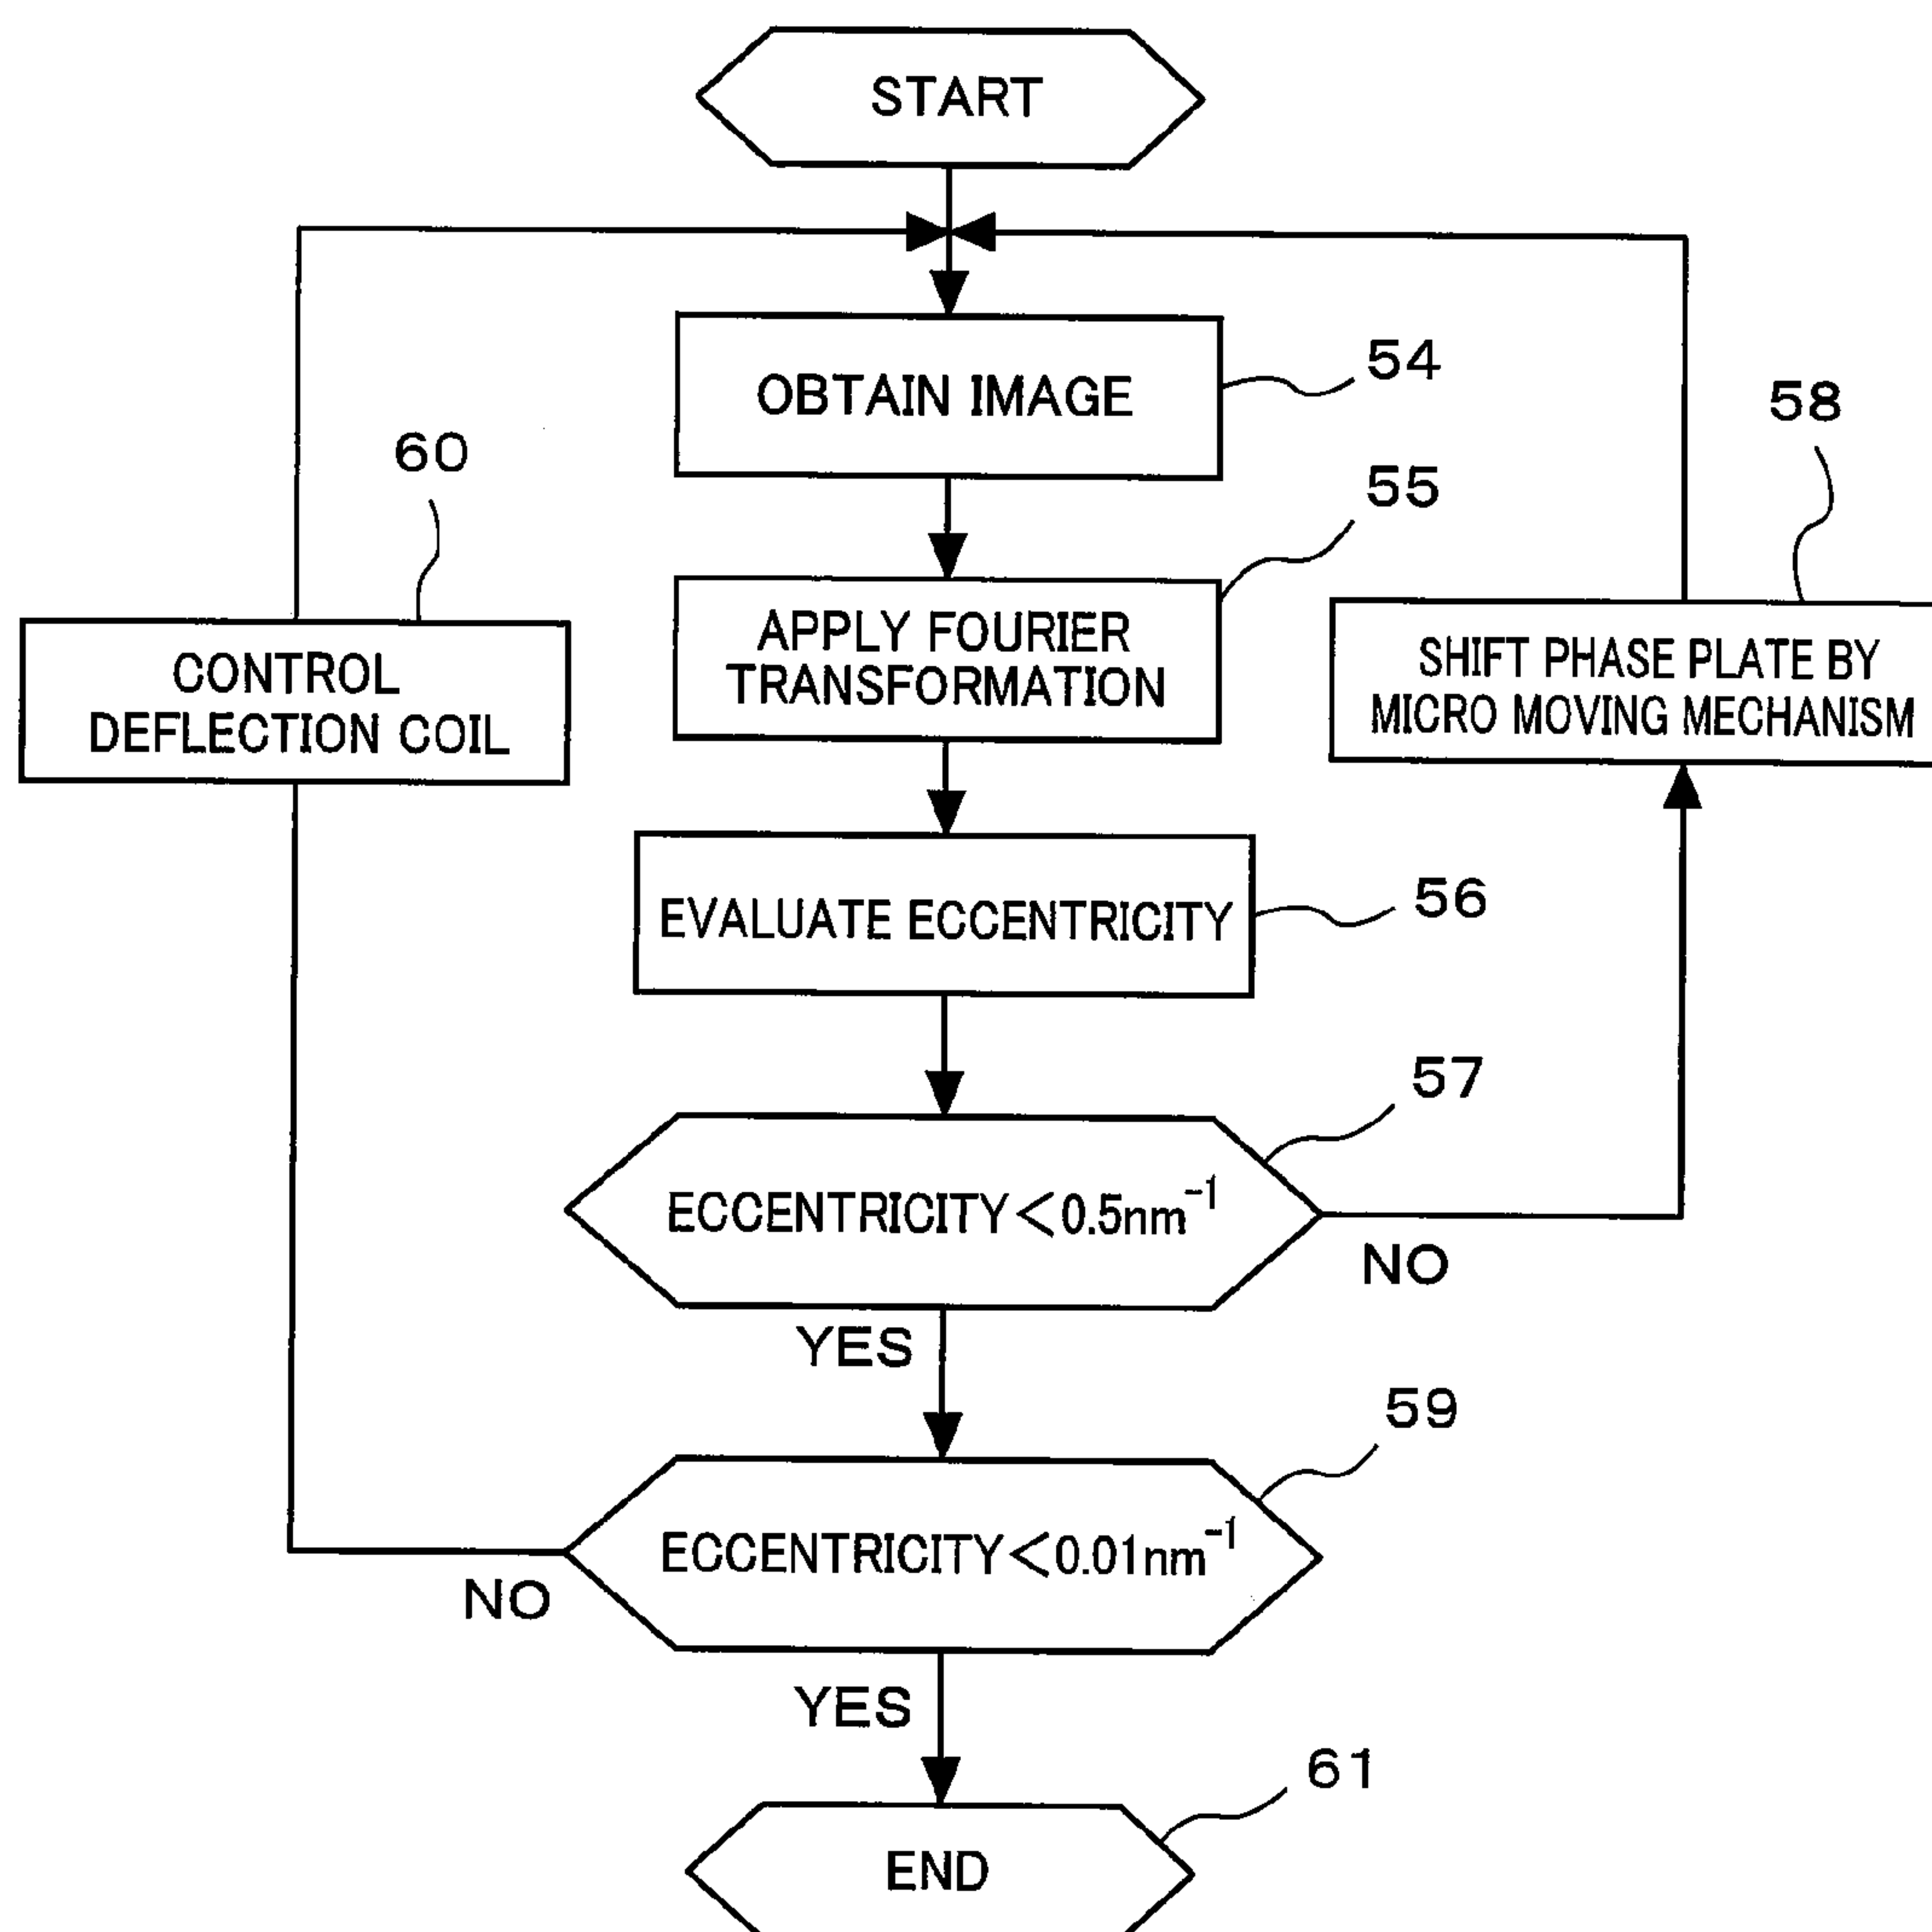 START
OBTAIN IMAGE
54
58
60
55
APPLY FOURIER
TRANSFORMATION
CONTROL
DEFLECTION COIL
SHIFT PHASE PLATE BY
MICRO MOVING MECHANISM
EVALUATE ECCENTRICITY
56
57
ECCENTRICITY<0.5nm⁻¹
NO
YES
59
ECCENTRICITY<0.01nm⁻¹
NO
YES
61
END